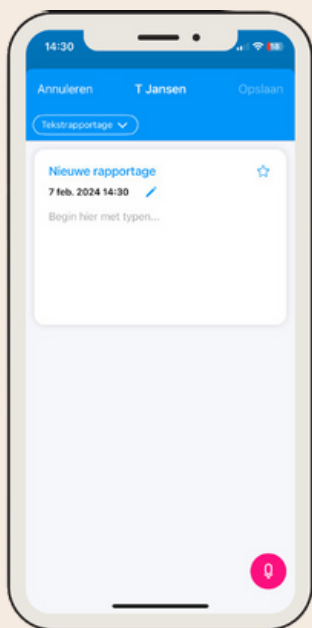 14:30
Annuleren T Jansen Opslaan
Tekstrapportage
Nieuwe rapportage
7 feb. 2024 14:30
Begin hier met typen...